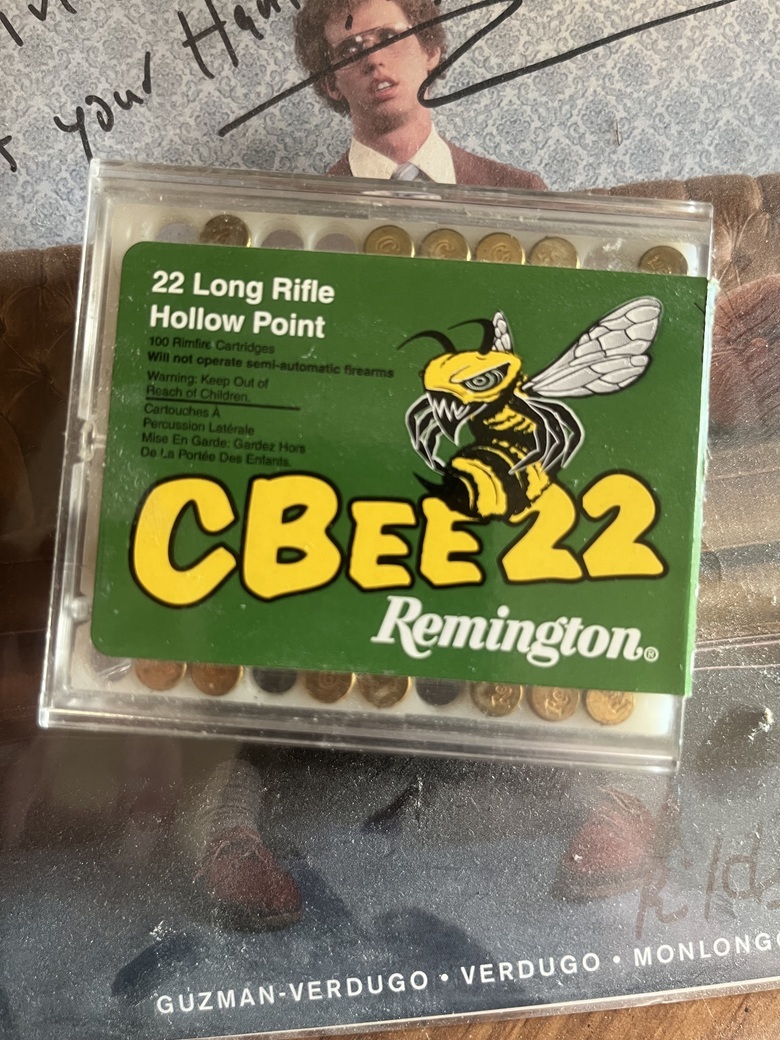 your Han
22 Long Rifle
Hollow Point
100 Rimfire Cartridges
Will not operate semi-automatic firearms
Warning: Keep Out of
Reach of Children.
Cartouches À
Percussion Latérale
Mise En Garde: Gardez Hors
De La Portée Des Enfants.
CBEE 22
Remington®
GUZMAN-VERDUGO • VERDUGO • MONLONGO